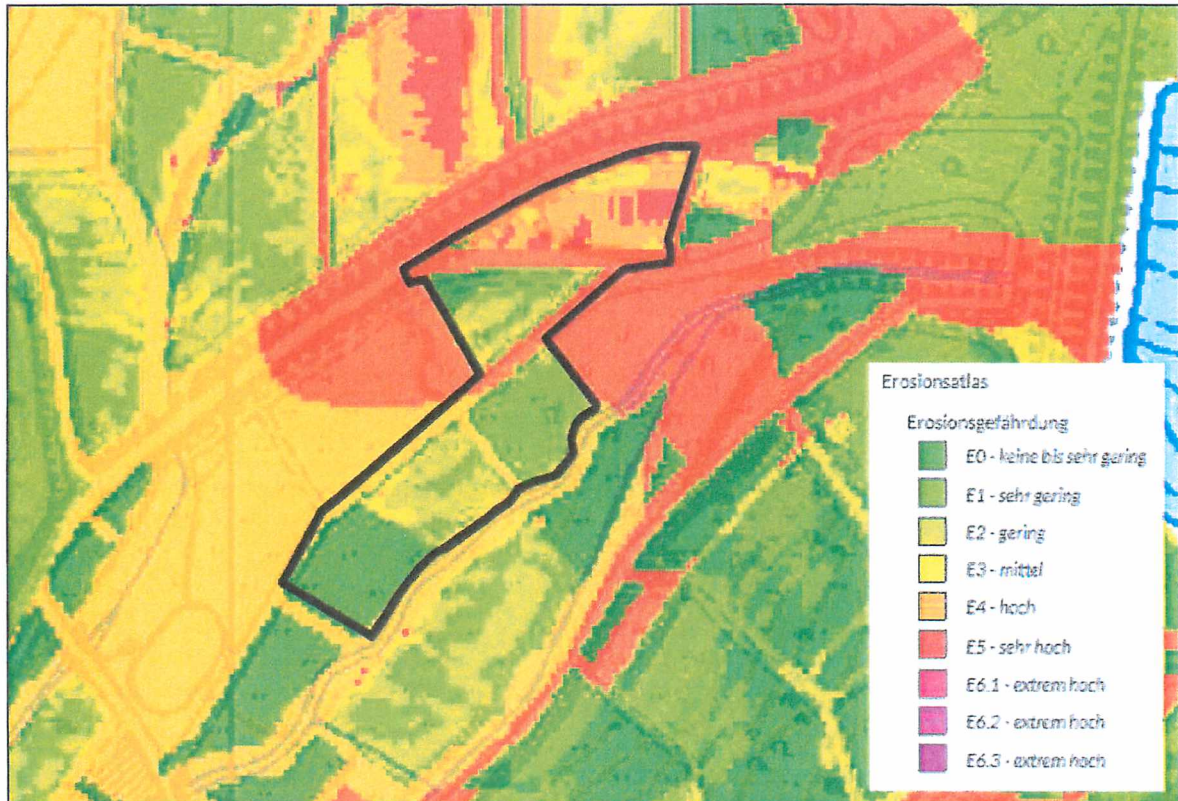 Erosionsatlas
Erosionsgefährdung
E0 - keine bis sehr gering
E1 - sehr gering
E2 - gering
E3 - mittel
E4 - hoch
E5 - sehr hoch
E6.1 - extrem hoch
E6.2 - extrem hoch
E6.3 - extrem hoch